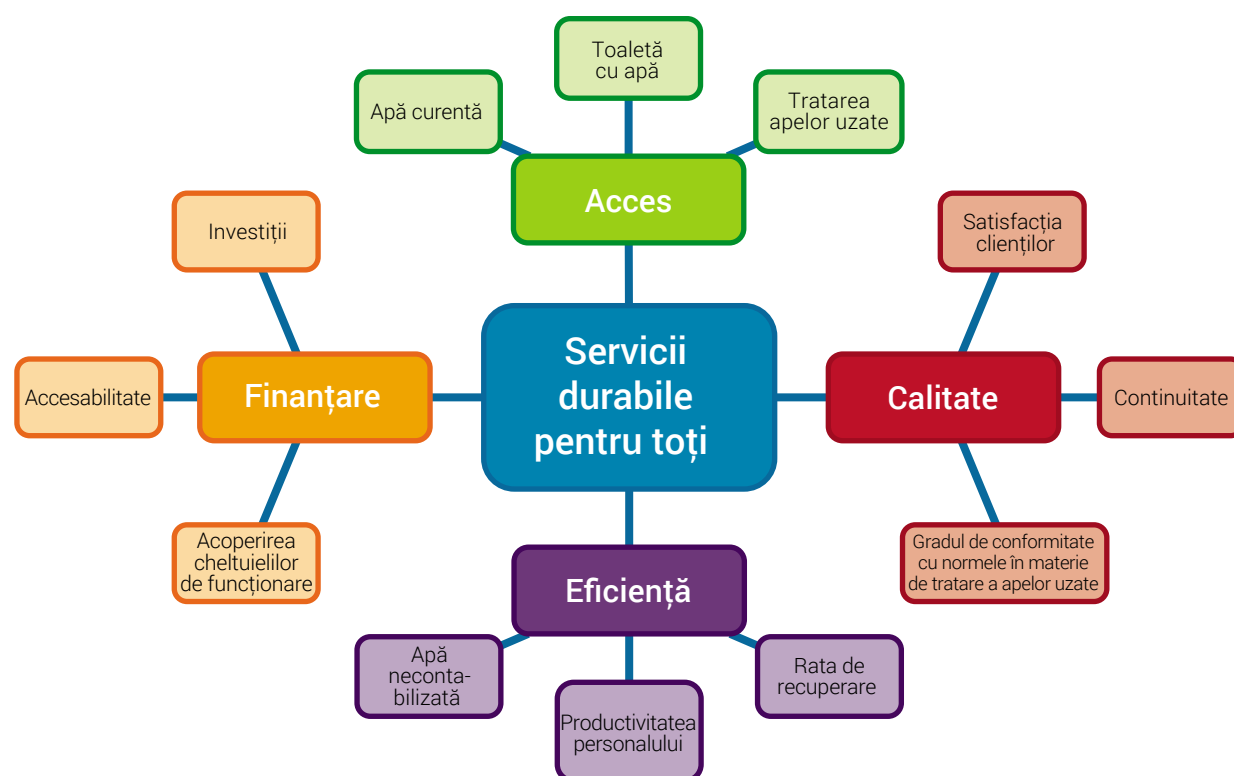 Toaletă
cu apă
Apă curentă
Tratarea
apelor uzate
Acces
Investiții
Satisfacția
clienților
Servicii
durabile
pentru toți
Accesabilitate
Finanțare
Calitate
Continuitate
Acoperirea
cheltuielilor
de funcționare
Gradul de conformitate
cu normele în materie
de tratare a apelor uzate
Eficiență
Apă
neconta-
bilizată
Productivitatea
personalului
Rata de
recuperare